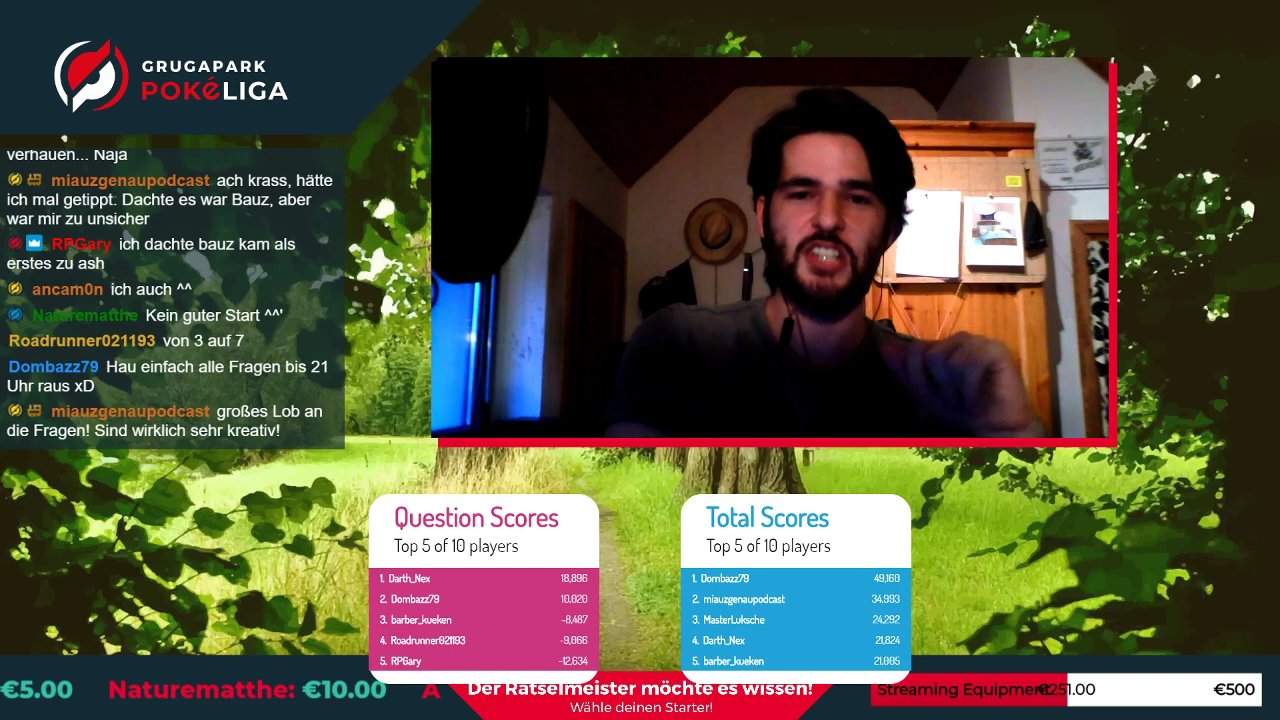 GRUGAPARK
POKéLIGA
verhauen... Naja
miauzgenaupodcast ach krass, hätte
ich mal getippt. Dachte es war Bauz, aber
war mir zu unsicher
RPGary ich dachte bauz kam als
erstes zu ash
ancam0n ich auch ^^
Naturematthe Kein guter Start ^^'
Roadrunner021193 von 3 auf 7
Dombazz79 Hau einfach alle Fragen bis 21
Uhr raus xD
miauzgenaupodcast großes Lob an
die Fragen! Sind wirklich sehr kreativ!
Question Scores
Top 5 of 10 players
1. Darth_Nex 18,896
2. Dombazz79 10,020
3. barber_kueken -8,487
4. Roadrunner021193 -9,066
5. RPGary -12,634
Total Scores
Top 5 of 10 players
1. Dombazz79 49,160
2. miauzgenaupodcast 34,993
3. MasterLuksche 24,292
4. Darth_Nex 21,824
5. barber_kueken 21,005
€5.00 Naturematthe: €10.00 A
Der Rätselmeister möchte es wissen!
Wähle deinen Starter!
Streaming Equipment €251.00 €500